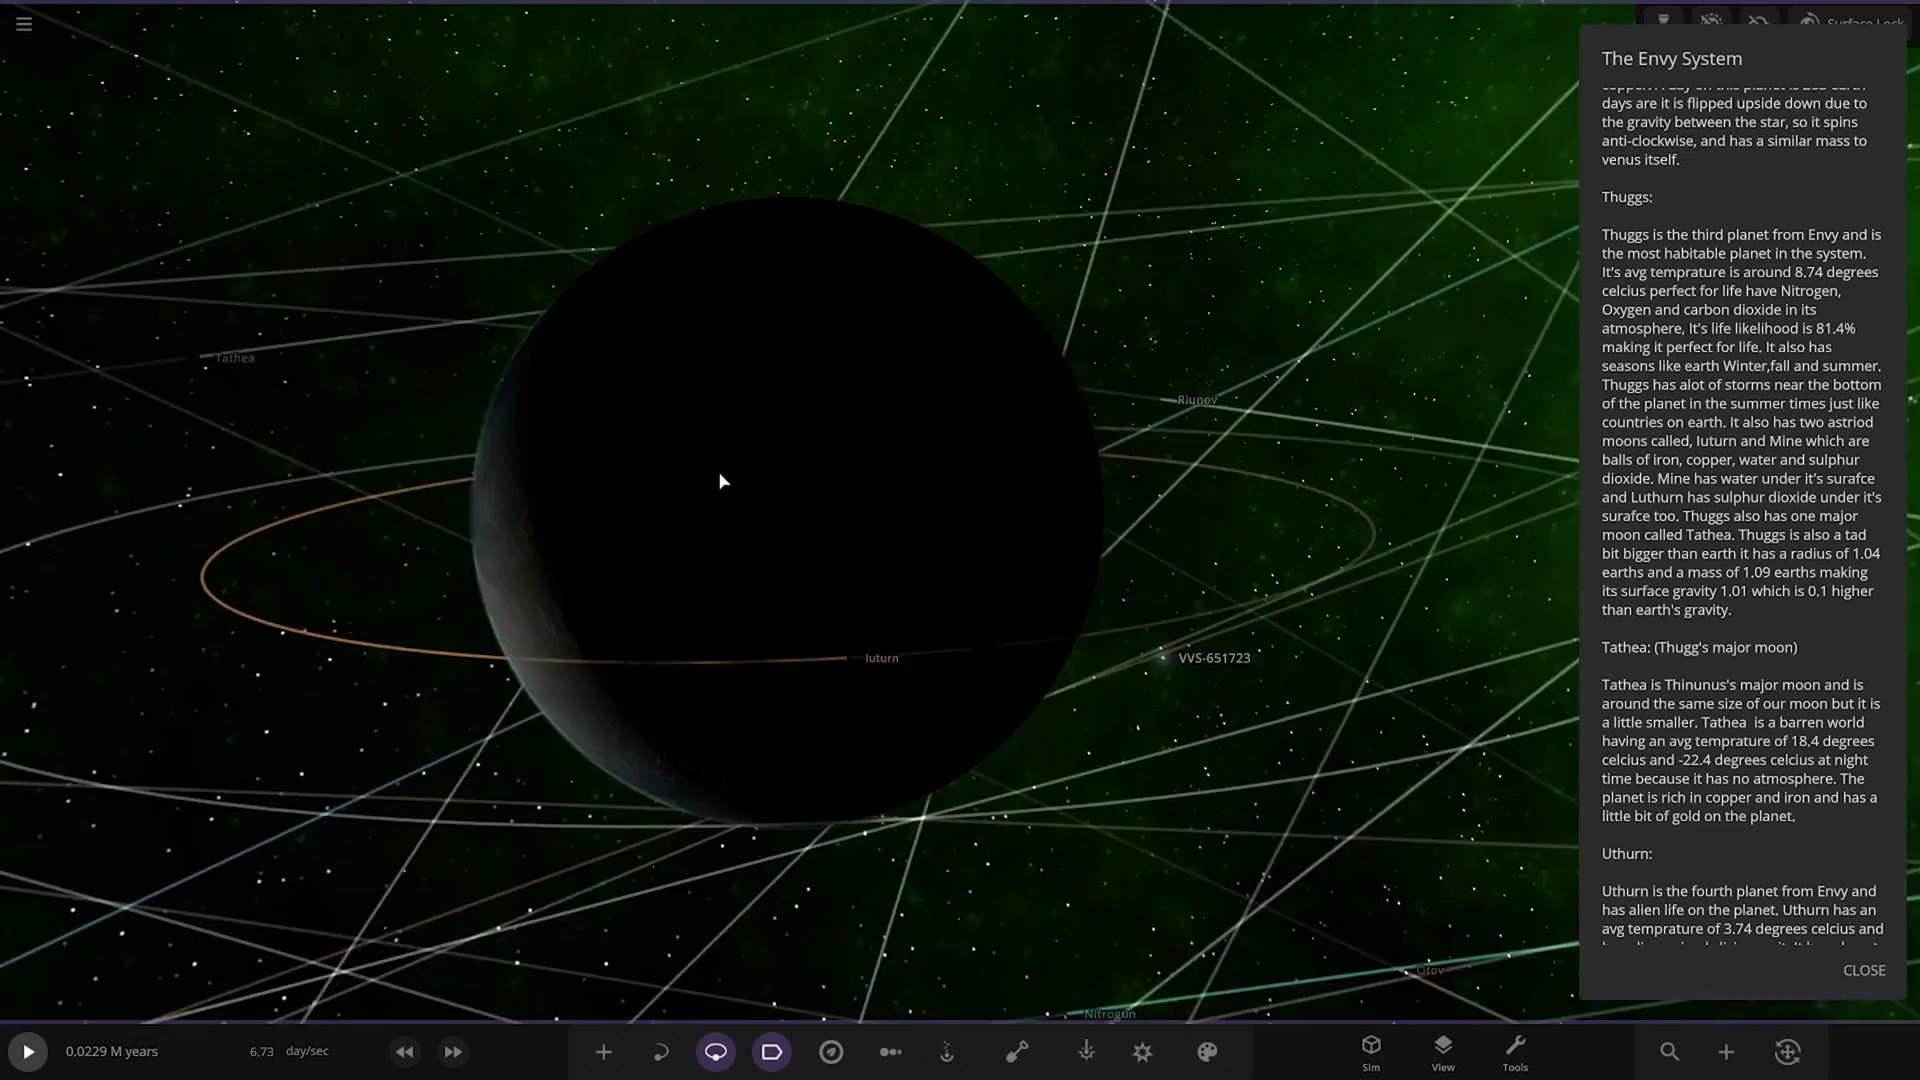 Surface Lock
The Envy System
days are it is flipped upside down due to
the gravity between the star, so it spins
anti-clockwise, and has a similar mass to
venus itself.
Thuggs:
Thuggs is the third planet from Envy and is
the most habitable planet in the system.
It's avg temprature is around 8.74 degrees
celcius perfect for life have Nitrogen,
Oxygen and carbon dioxide in its
atmosphere, It's life likelihood is 81.4%
making it perfect for life. It also has
seasons like earth Winter,fall and summer.
Thuggs has alot of storms near the bottom
of the planet in the summer times just like
countries on earth. It also has two astriod
moons called, Iuturn and Mine which are
balls of iron, copper, water and sulphur
dioxide. Mine has water under it's surafce
and Luthurn has sulphur dioxide under it's
surafce too. Thuggs also has one major
moon called Tathea. Thuggs is also a tad
bit bigger than earth it has a radius of 1.04
earths and a mass of 1.09 earths making
its surface gravity 1.01 which is 0.1 higher
than earth's gravity.
Tathea: (Thugg's major moon)
Tathea is Thinunus's major moon and is
around the same size of our moon but it is
a little smaller. Tathea  is a barren world
having an avg temprature of 18.4 degrees
celcius and -22.4 degrees celcius at night
time because it has no atmosphere. The
planet is rich in copper and iron and has a
little bit of gold on the planet.
Uthurn:
Uthurn is the fourth planet from Envy and
has alien life on the planet. Uthurn has an
avg temprature of 3.74 degrees celcius and
CLOSE
Tathea
Riunov
Iuturn
VVS-651723
Otov
Nitrogun
0.0229 M years
6.73 day/sec
Sim
View
Tools